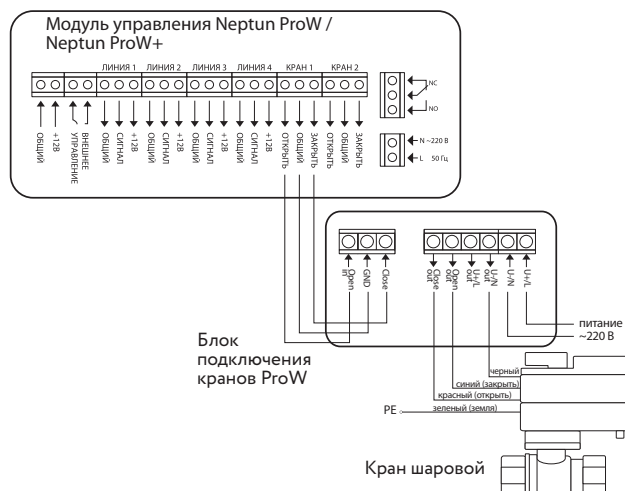 Модуль управления Neptun ProW /
Neptun ProW+
ЛИНИЯ 1 ЛИНИЯ 2 ЛИНИЯ 3 ЛИНИЯ 4 КРАН 1 КРАН 2
ОБЩИЙ
+12В
ВНЕШНЕЕ
УПРАВЛЕНИЕ
ОБЩИЙ
СИГНАЛ
+12В
ОБЩИЙ
СИГНАЛ
+12В
ОБЩИЙ
СИГНАЛ
+12В
ОБЩИЙ
СИГНАЛ
+12В
ОТКРЫТЬ
ОБЩИЙ
ЗАКРЫТЬ
ОТКРЫТЬ
ОБЩИЙ
ЗАКРЫТЬ
NC
NO
N ~220 В
L 50 Гц
Open
in
GND
Close
Close
out
Open
out
U+/L
out
U-/N
out
U-/N
U+/L
питание
~220 В
Блок
подключения
кранов ProW
черный
синий (закрыть)
красный (открыть)
PE
зеленый (земля)
Кран шаровой